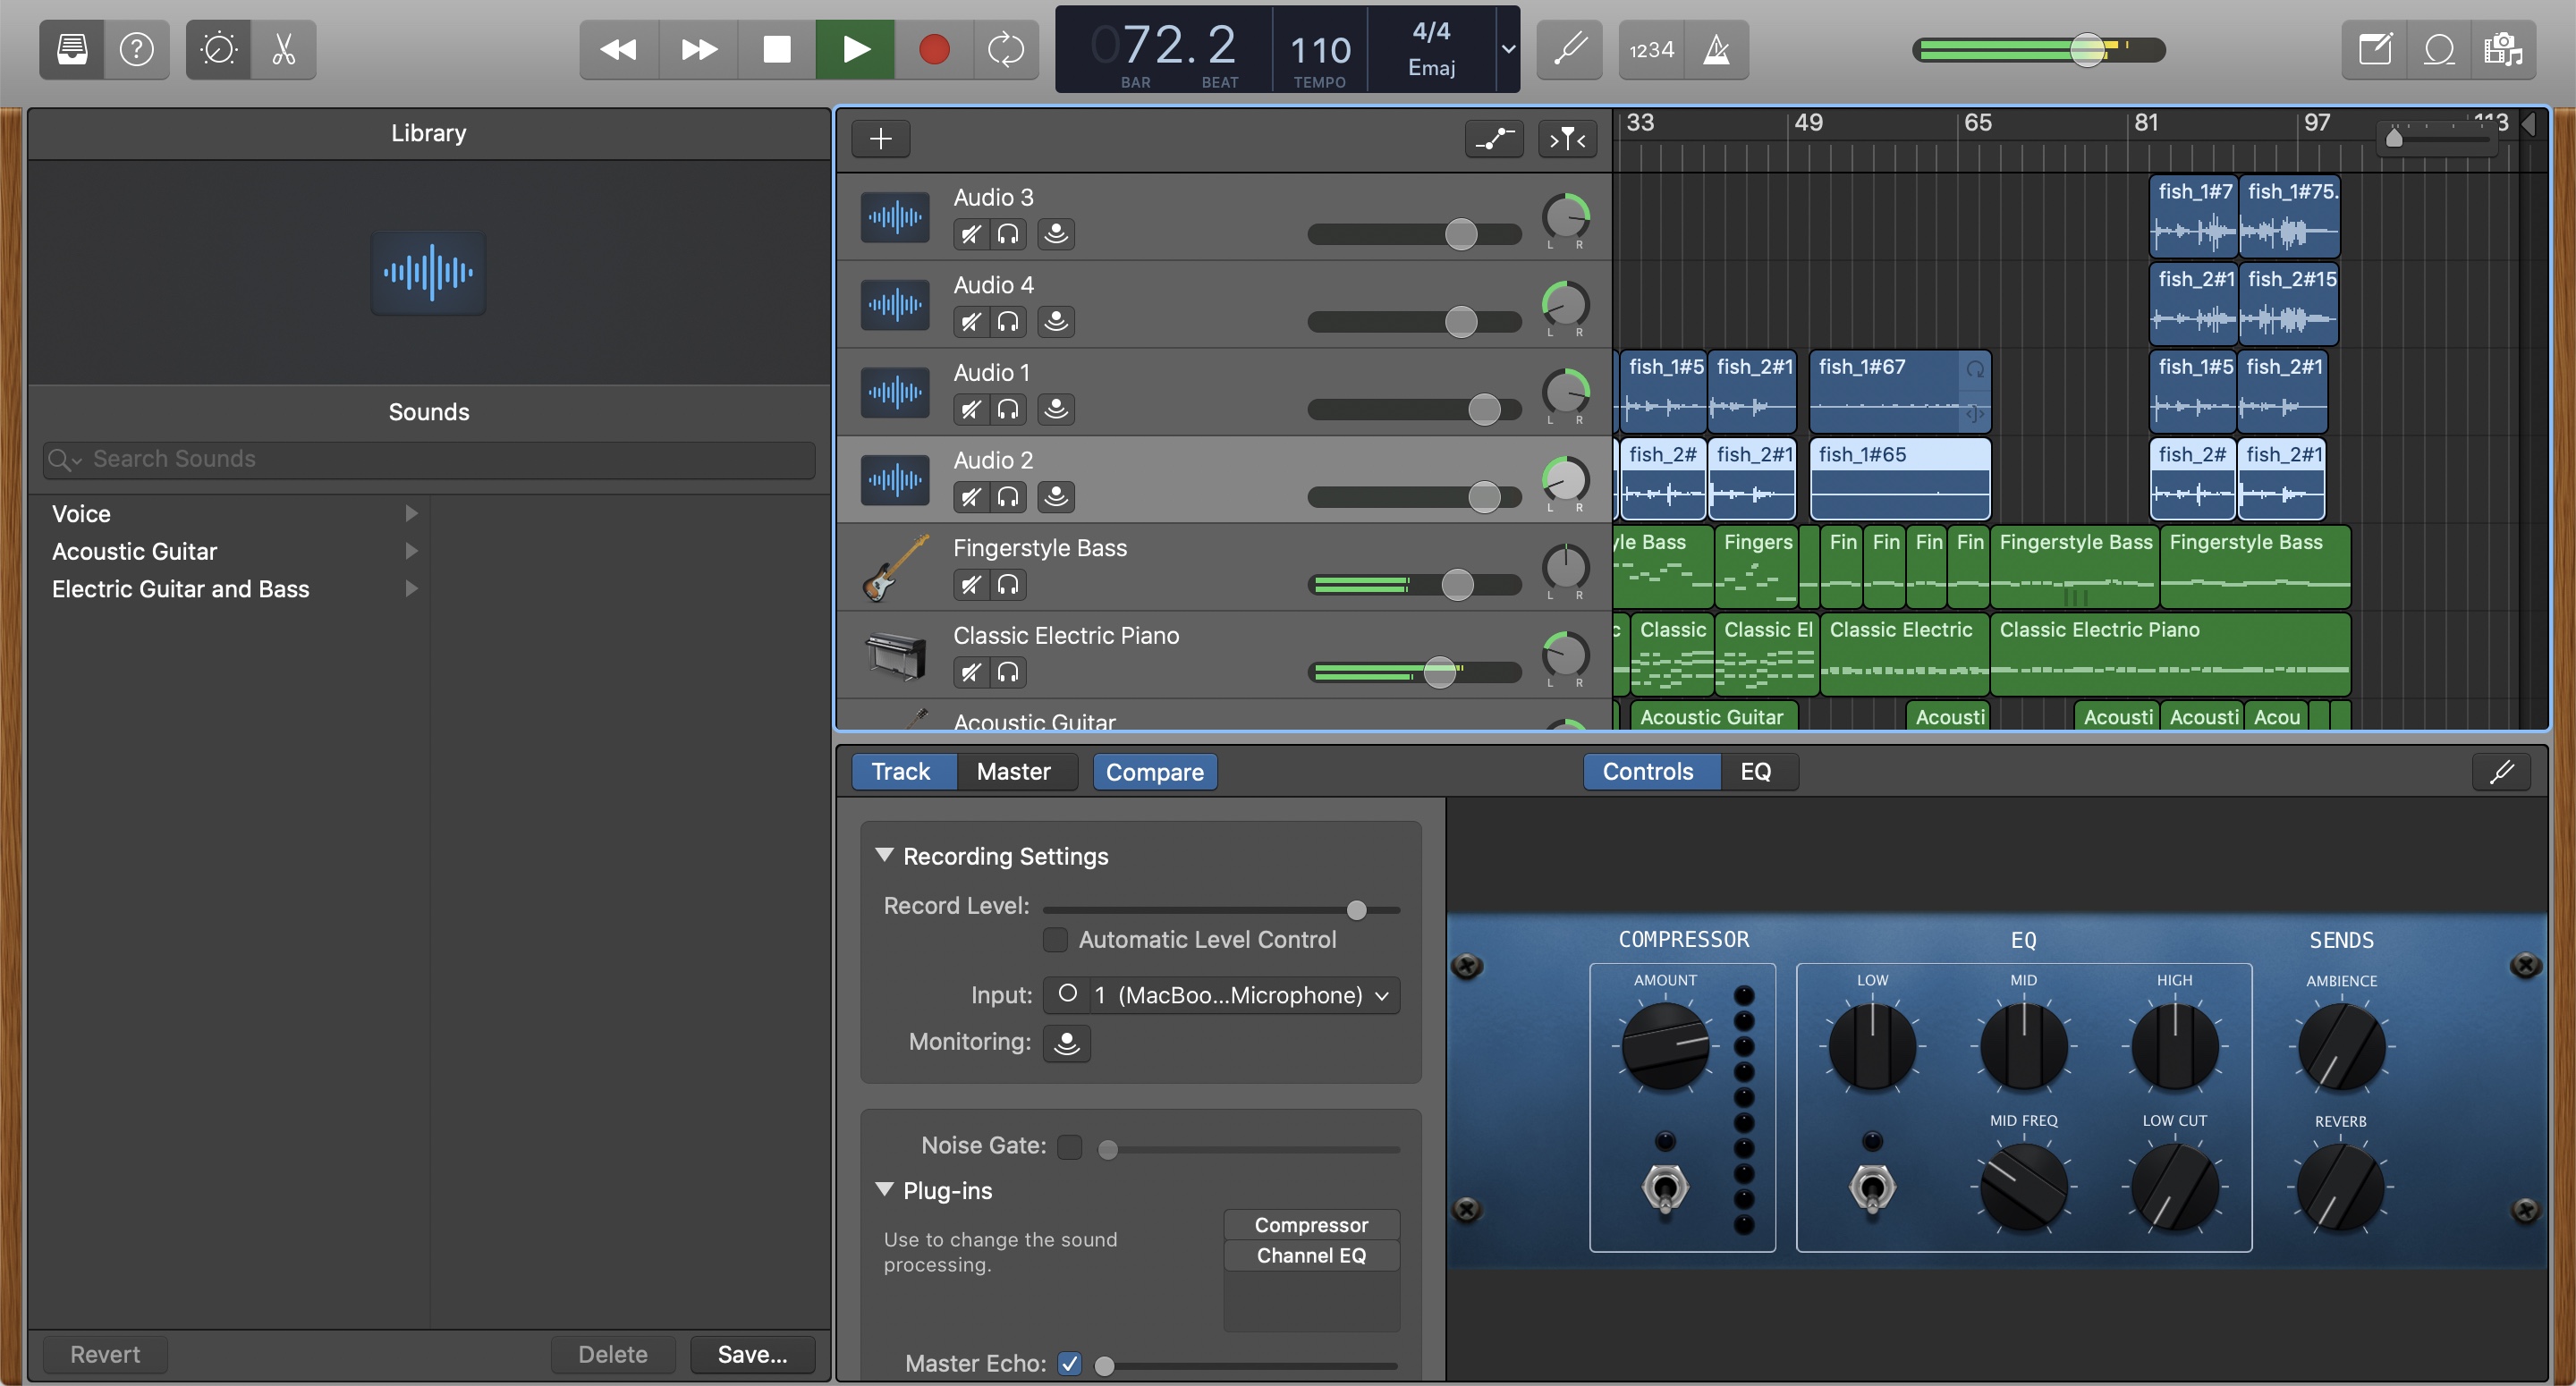 072.2
BAR BEAT
110
TEMPO
4/4
Emaj
1234
Library
Sounds
Search Sounds
Voice
Acoustic Guitar
Electric Guitar and Bass
Revert
Delete
Save...
33 49 65 81 97 113
Audio 3
L R
fish_1#7
fish_1#75.
Audio 4
L R
fish_2#1
fish_2#15
Audio 1
L R
fish_1#5
fish_2#1
fish_1#67
fish_1#5
fish_2#1
Audio 2
L R
fish_2#
fish_2#1
fish_1#65
fish_2#
fish_2#1
Fingerstyle Bass
L R
yle Bass
Fingers
Fin
Fin
Fin
Fin
Fingerstyle Bass
Fingerstyle Bass
Classic Electric Piano
L R
c
Classic
Classic El
Classic Electric
Classic Electric Piano
Acoustic Guitar
Acoustic Guitar
Acousti
Acousti
Acousti
Acou
Track
Master
Compare
Controls
EQ
Recording Settings
Record Level:
Automatic Level Control
Input: 1 (MacBoo...Microphone)
Monitoring:
Noise Gate:
Plug-ins
Use to change the sound
processing.
Compressor
Channel EQ
Master Echo:
COMPRESSOR
AMOUNT
EQ
LOW
MID
HIGH
MID FREQ
LOW CUT
SENDS
AMBIENCE
REVERB